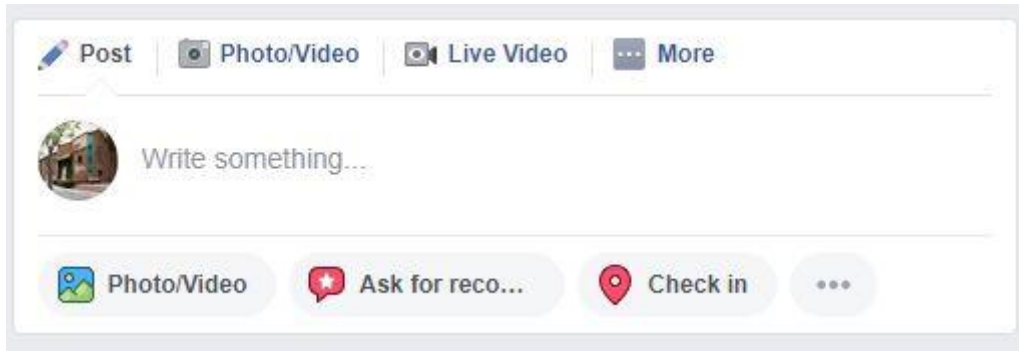 Post Photo/Video Live Video More
Write something...
Photo/Video Ask for reco... Check in